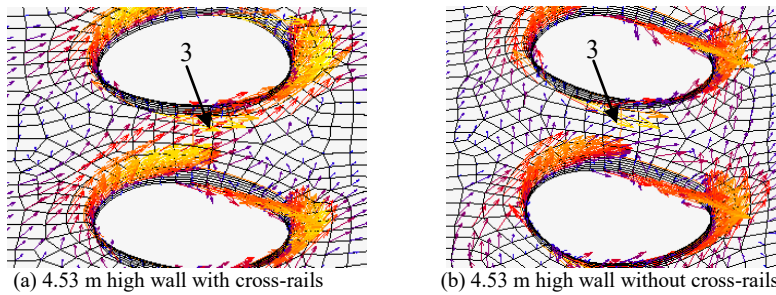 3
3
(a) 4.53 m high wall with cross-rails
(b) 4.53 m high wall without cross-rails